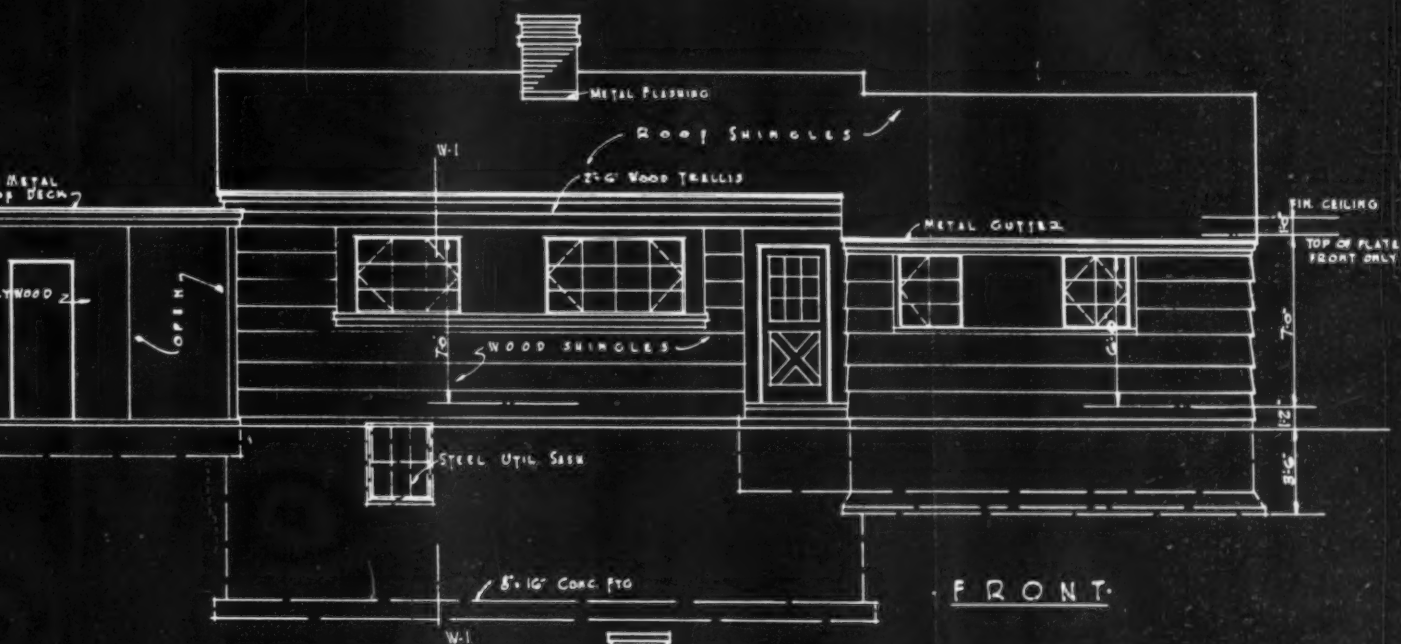 METAL FLASHING
ROOF SHINGLES
W-1
2'-6" WOOD TRELLIS
METAL
DECK
FIN. CEILING
METAL GUTTER
TOP OF PLATE
FRONT ONLY
OPEN
7'-0"
7'-0"
WOOD SHINGLES
6'-8"
1'-2"
STEEL UTIL. SASH
3'-6"
8" x 16" CONC. FTG
FRONT
W-1